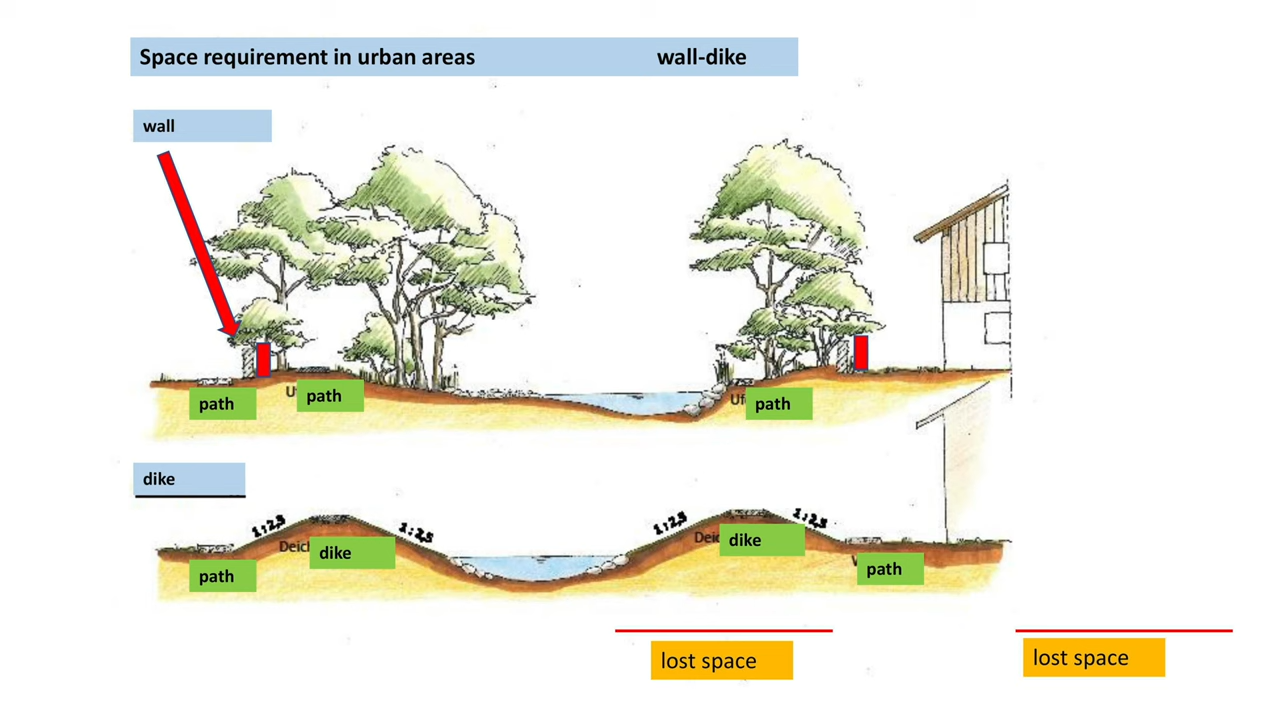 Space requirement in urban areas wall-dike
wall
path
path
path
dike
1:2,5
1:2,5
1:2,5
1:2,5
dike
dike
path
path
lost space
lost space